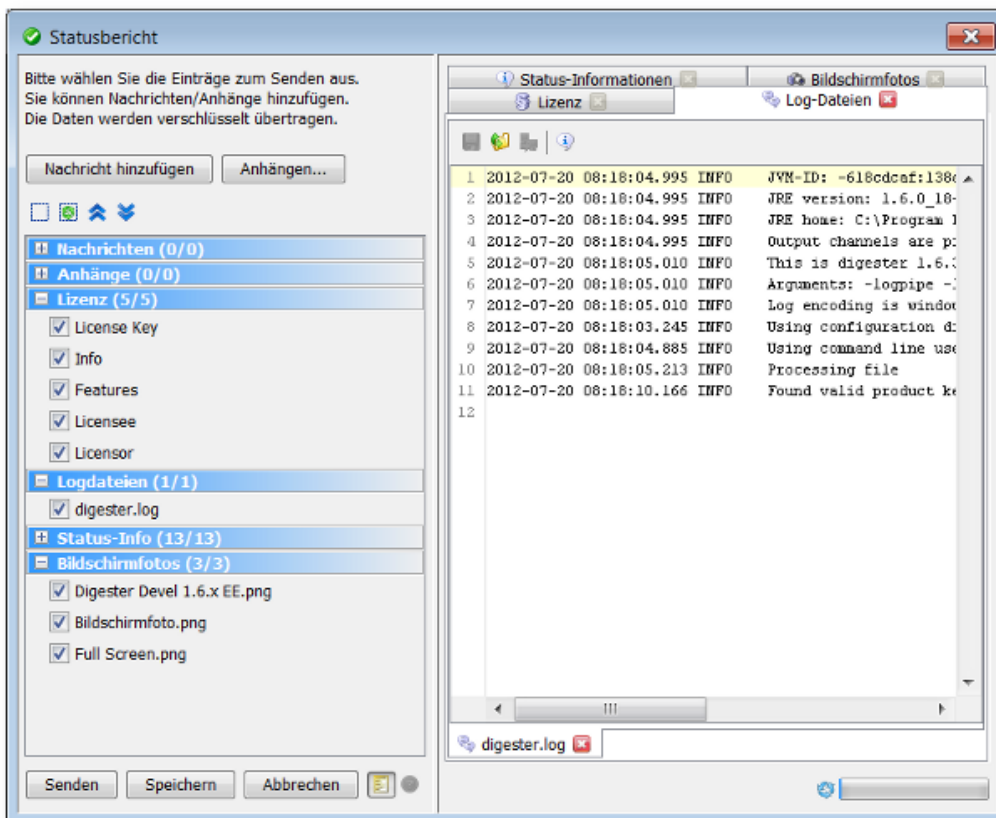 Statusbericht
Bitte wählen Sie die Einträge zum Senden aus.
Sie können Nachrichten/Anhänge hinzufügen.
Die Daten werden verschlüsselt übertragen.
Nachricht hinzufügen
Anhängen...
Nachrichten (0/0)
Anhänge (0/0)
Lizenz (5/5)
License Key
Info
Features
Licensee
Licensor
Logdateien (1/1)
digester.log
Status-Info (13/13)
Bildschirmfotos (3/3)
Digester Devel 1.6.x EE.png
Bildschirmfoto.png
Full Screen.png
Senden
Speichern
Abbrechen
Status-Informationen
Bildschirmfotos
Lizenz
Log-Dateien
1 2012-07-20 08:18:04.995 INFO JVM-ID: -618cdcaf:138
2 2012-07-20 08:18:04.995 INFO JRE version: 1.6.0_18-
3 2012-07-20 08:18:04.995 INFO JRE home: C:\Program
4 2012-07-20 08:18:04.995 INFO Output channels are
5 2012-07-20 08:18:05.010 INFO This is digester 1.6.
6 2012-07-20 08:18:05.010 INFO Arguments: -logpipe -
7 2012-07-20 08:18:05.010 INFO Log encoding is
8 2012-07-20 08:18:03.245 INFO Using configuration
9 2012-07-20 08:18:04.885 INFO Using command line use
10 2012-07-20 08:18:05.213 INFO Processing file
11 2012-07-20 08:18:10.166 INFO Found valid product ke
12
digester.log